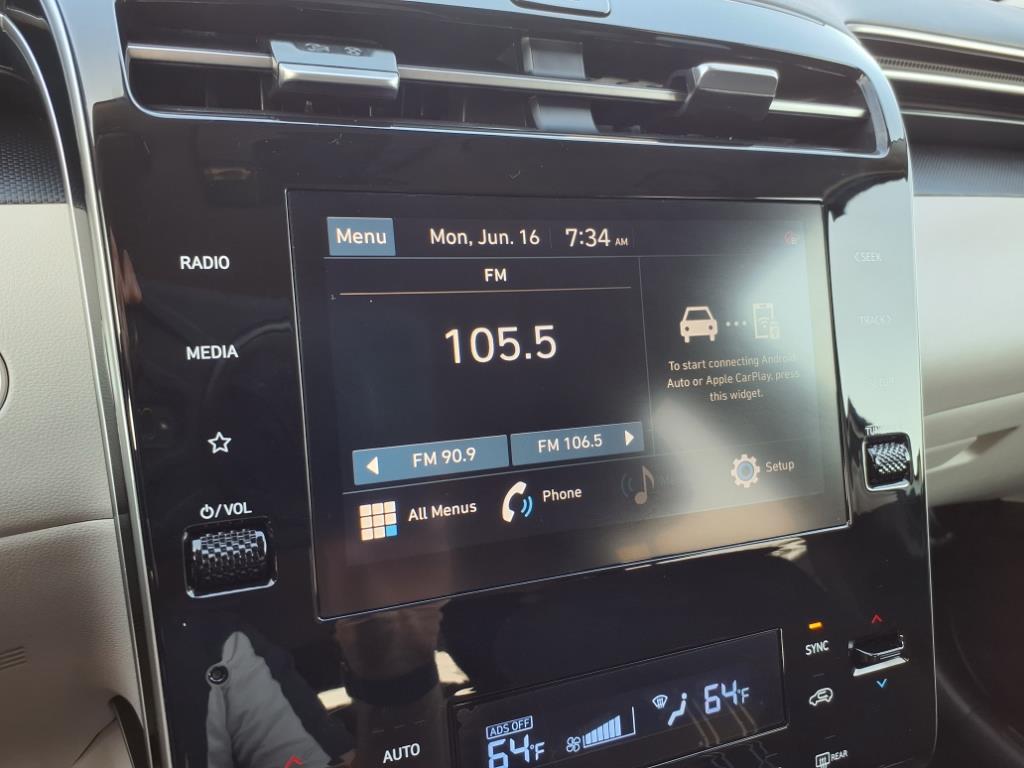 Menu
Mon, Jun. 16
7:34 AM
FM
105.5
FM 90.9
FM 106.5
To start connecting Android
Auto or Apple CarPlay, press
this widget.
All Menus
Phone
Setup
RADIO
MEDIA
/VOL
SEEK
TRACK
AUTO
ADS OFF
64°F
64°F
SYNC
REAR